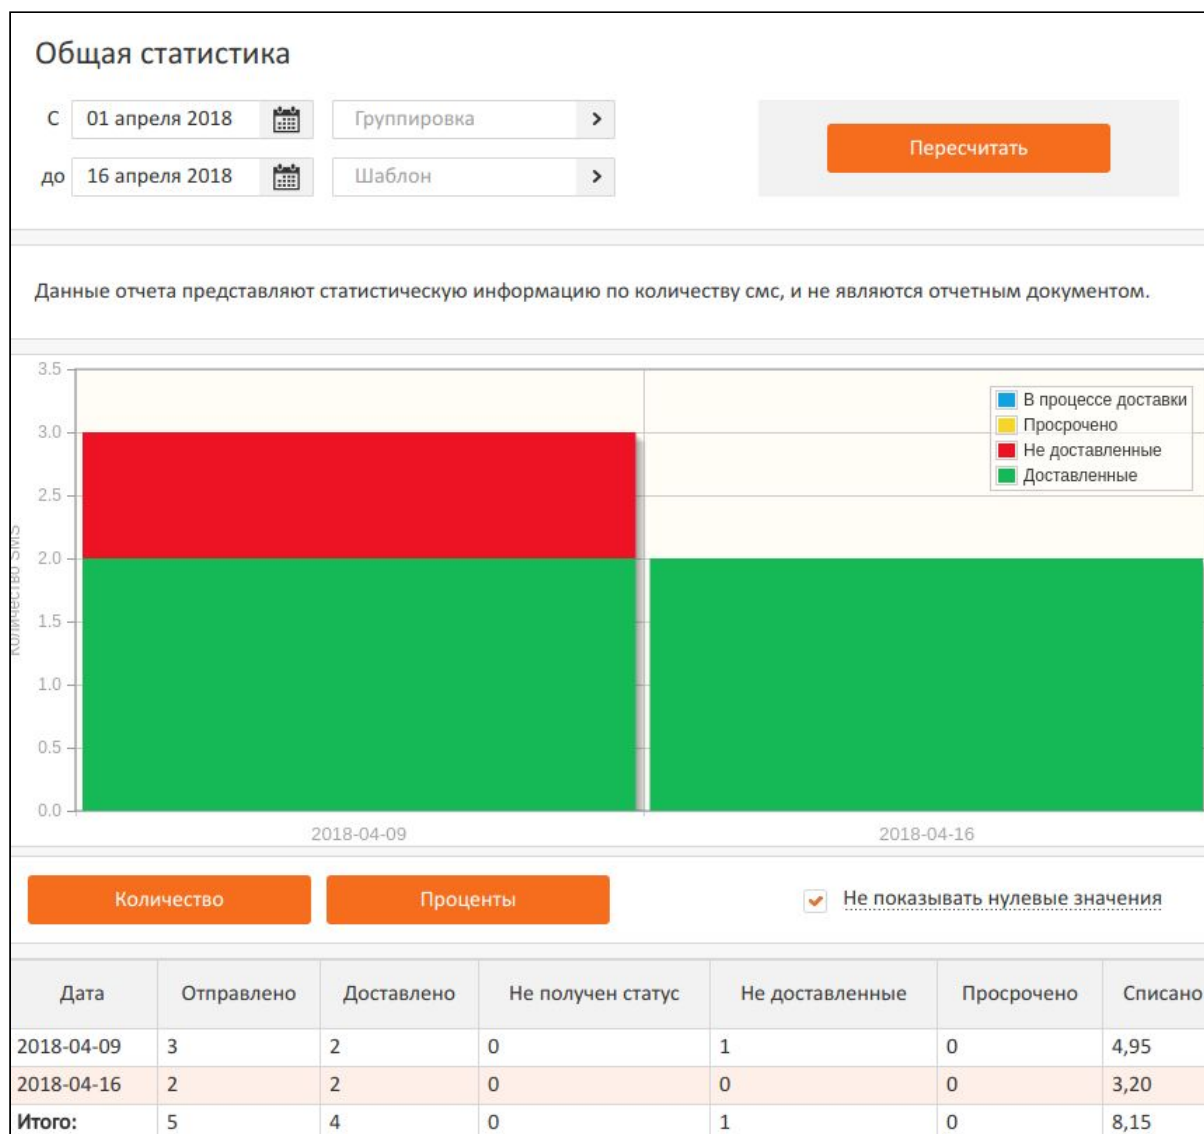 Общая статистика
С 01 апреля 2018 Группировка
до 16 апреля 2018 Шаблон
Пересчитать
Данные отчета представляют статистическую информацию по количеству смс, и не являются отчетным документом.
3.5
3.0
2.5
2.0
1.5
1.0
0.5
0.0
Количество SMS
В процессе доставки
Просрочено
Не доставленные
Доставленные
2018-04-09 2018-04-16
Количество Проценты Не показывать нулевые значения
Дата Отправлено Доставлено Не получен статус Не доставленные Просрочено Списано
2018-04-09 3 2 0 1 0 4,95
2018-04-16 2 2 0 0 0 3,20
Итого: 5 4 0 1 0 8,15